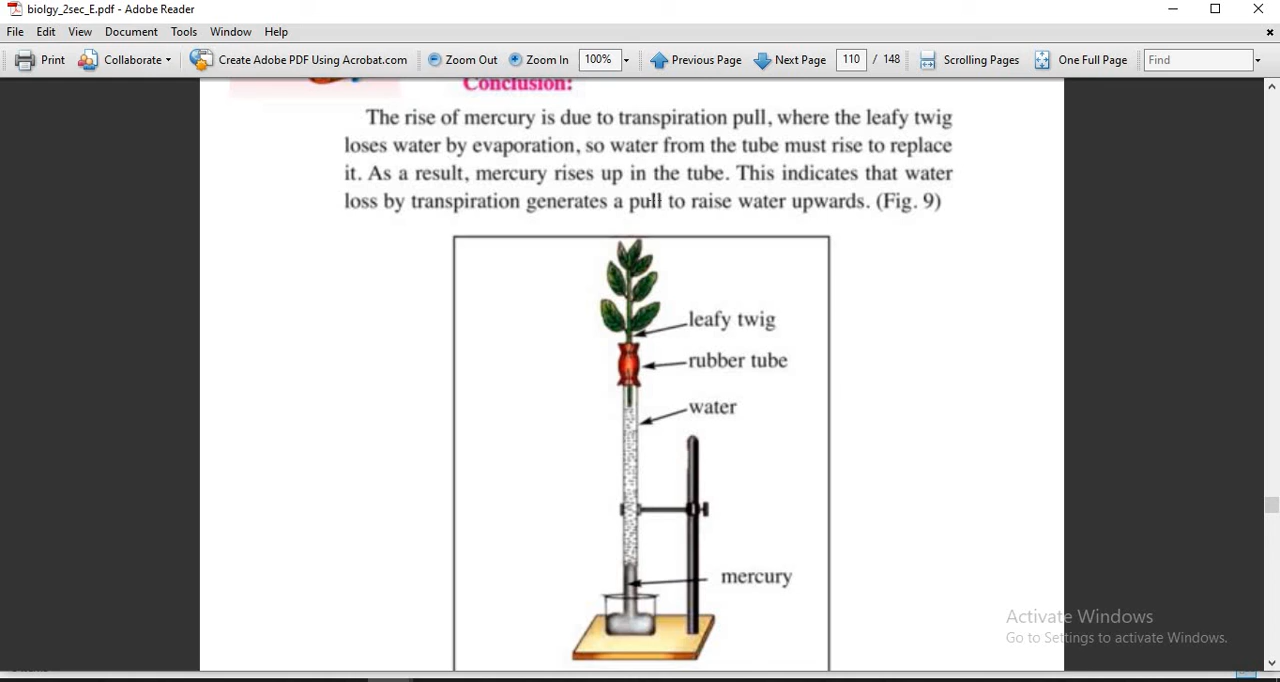 biolgy_2sec_E.pdf - Adobe Reader
File Edit View Document Tools Window Help
Print Collaborate Create Adobe PDF Using Acrobat.com Zoom Out Zoom In 100% Previous Page Next Page 110 / 148 Scrolling Pages One Full Page Find
Conclusion:
The rise of mercury is due to transpiration pull, where the leafy twig
loses water by evaporation, so water from the tube must rise to replace
it. As a result, mercury rises up in the tube. This indicates that water
loss by transpiration generates a pull to raise water upwards. (Fig. 9)
leafy twig
rubber tube
water
mercury
Activate Windows
Go to Settings to activate Windows.